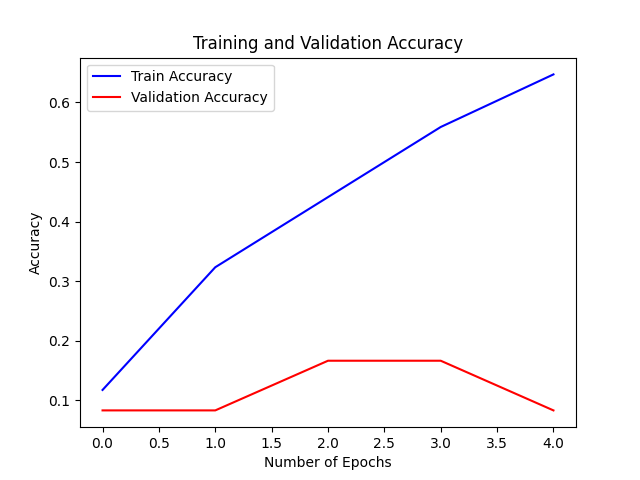 Training and Validation Accuracy
Train Accuracy
Validation Accuracy
Accuracy
0.6
0.5
0.4
0.3
0.2
0.1
0.0 0.5 1.0 1.5 2.0 2.5 3.0 3.5 4.0
Number of Epochs